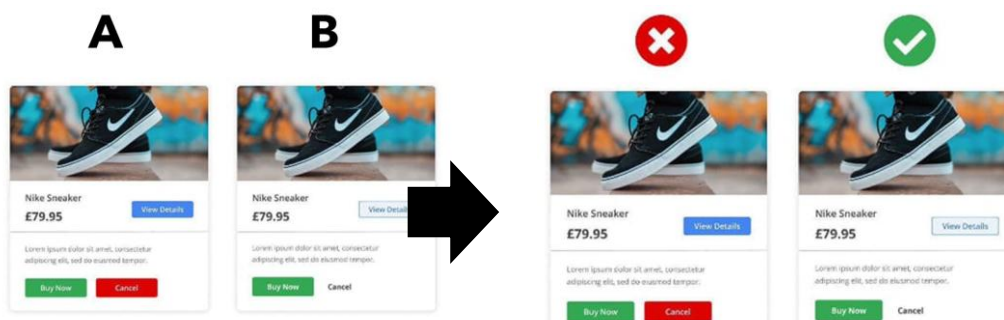 A
B
Nike Sneaker
£79.95
View Details
Lorem ipsum dolor sit amet, consectetur
adipiscing elit, sed do eiusmod tempor.
Buy Now
Cancel
Nike Sneaker
£79.95
View Detail
Lorem ipsum dolor sit amet, consectetur
adipiscing elit, sed do eiusmod tempor.
Buy Now
Cancel
Nike Sneaker
£79.95
View Details
Lorem ipsum dolor sit amet, consectetur
adipiscing elit, sed do eiusmod tempor.
Buy Now
Cancel
Nike Sneaker
£79.95
View Details
Lorem ipsum dolor sit amet, consectetur
adipiscing elit, sed do eiusmod tempor.
Buy Now
Cancel